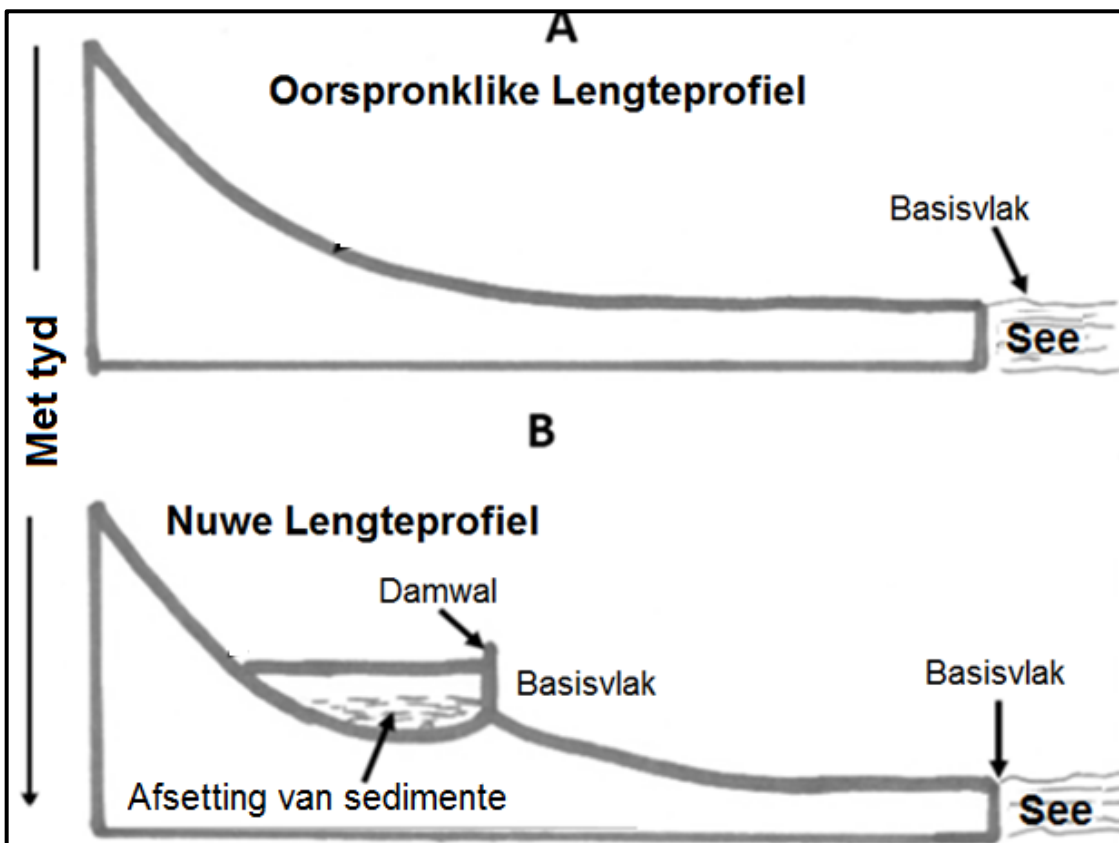 A
Oorspronklike Lengteprofiel
Basisvlak
See
Met tyd
B
Nuwe Lengteprofiel
Damwal
Basisvlak
Basisvlak
Afsetting van sedimente
See